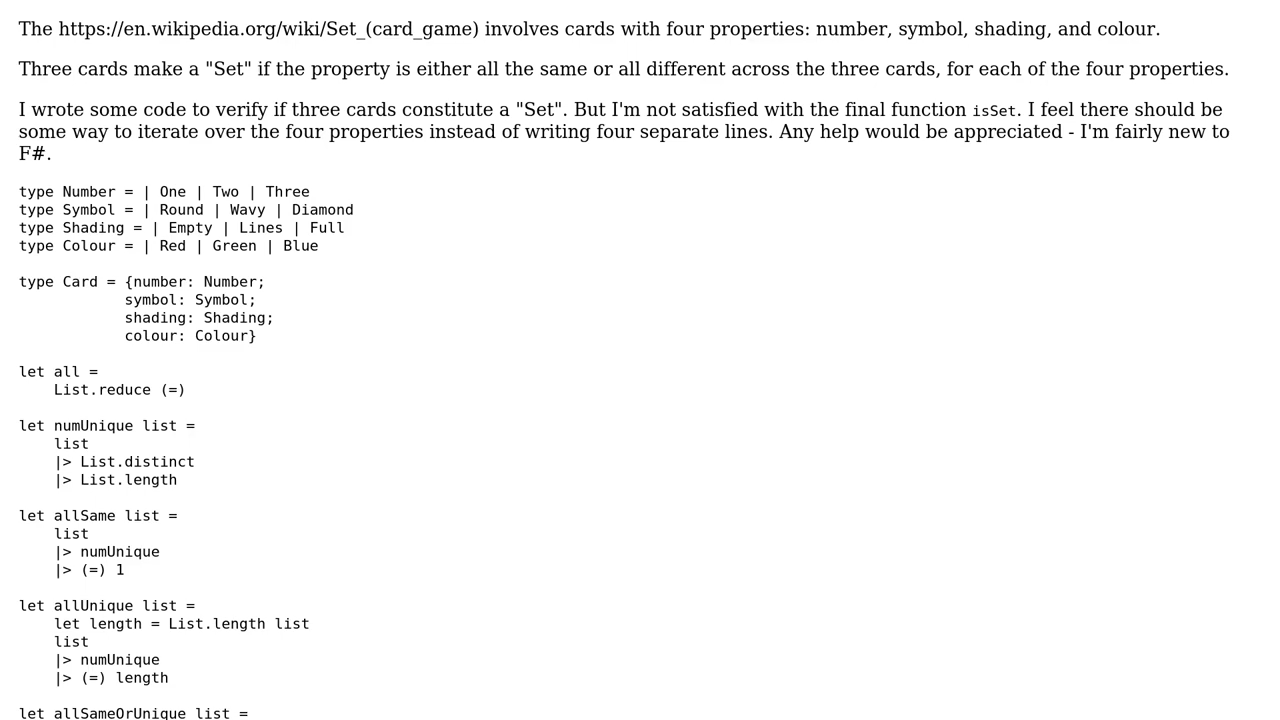 The https://en.wikipedia.org/wiki/Set_(card_game) involves cards with four properties: number, symbol, shading, and colour.
Three cards make a "Set" if the property is either all the same or all different across the three cards, for each of the four properties.
I wrote some code to verify if three cards constitute a "Set". But I'm not satisfied with the final function isSet. I feel there should be
some way to iterate over the four properties instead of writing four separate lines. Any help would be appreciated - I'm fairly new to
F#.
type Number = | One | Two | Three
type Symbol = | Round | Wavy | Diamond
type Shading = | Empty | Lines | Full
type Colour = | Red | Green | Blue
type Card = {number: Number;
            symbol: Symbol;
            shading: Shading;
            colour: Colour}
let all =
    List.reduce (=)
let numUnique list =
    list
    |> List.distinct
    |> List.length
let allSame list =
    list
    |> numUnique
    |> (=) 1
let allUnique list =
    let length = List.length list
    list
    |> numUnique
    |> (=) length
let allSameOrUnique list =